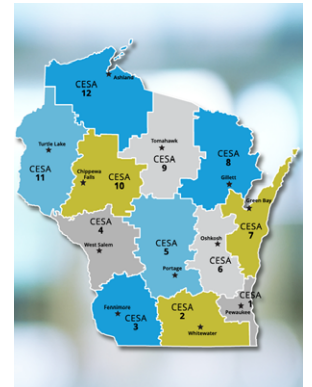 Ashland
CESA
12
Turtle Lake
CESA
11
Chippewa
Falls
CESA
10
Tomahawk
CESA
9
CESA
8
Gillett
Green Bay
CESA
7
CESA
4
West Salem
CESA
5
Portage
Oshkosh
CESA
6
Fennimore
CESA
3
CESA
2
Whitewater
CESA
1
Pewaukee